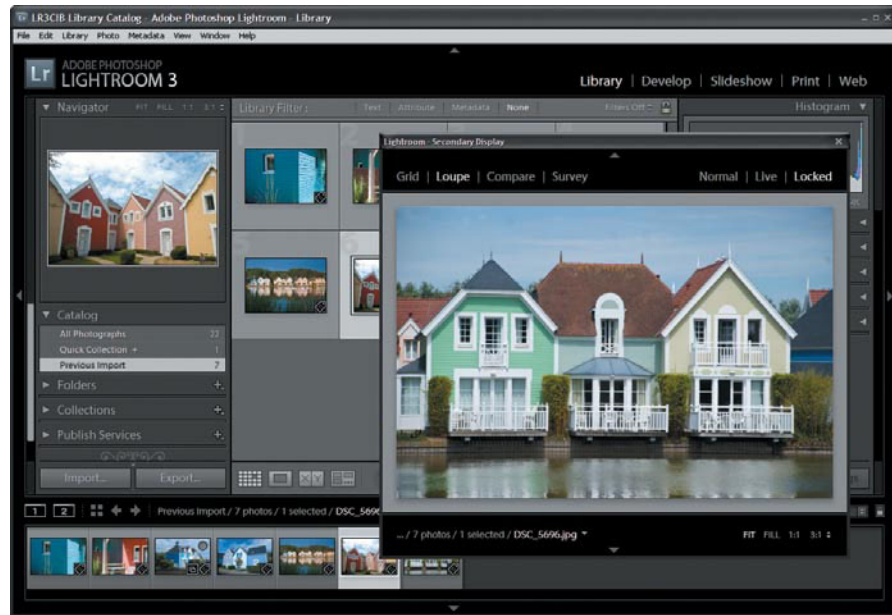 LR3CIB Library Catalog - Adobe Photoshop Lightroom - Library
File Edit Library Photo Metadata View Window Help
Lr ADOBE PHOTOSHOP
LIGHTROOM 3
Library | Develop | Slideshow | Print | Web
Navigator FIT FILL 1:1 3:1
Library Filter: Text Attribute Metadata None Filters Off
Histogram
Lightroom - Secondary Display
Grid | Loupe | Compare | Survey Normal | Live | Locked
Catalog
All Photographs 22
Quick Collection + 1
Previous Import 7
Folders +
Collections +
Publish Services +
Import... Export...
XY
1 2 Previous Import / 7 photos / 1 selected / DSC_569
... / 7 photos / 1 selected / DSC_5696.jpg FIT FILL 1:1 3:1